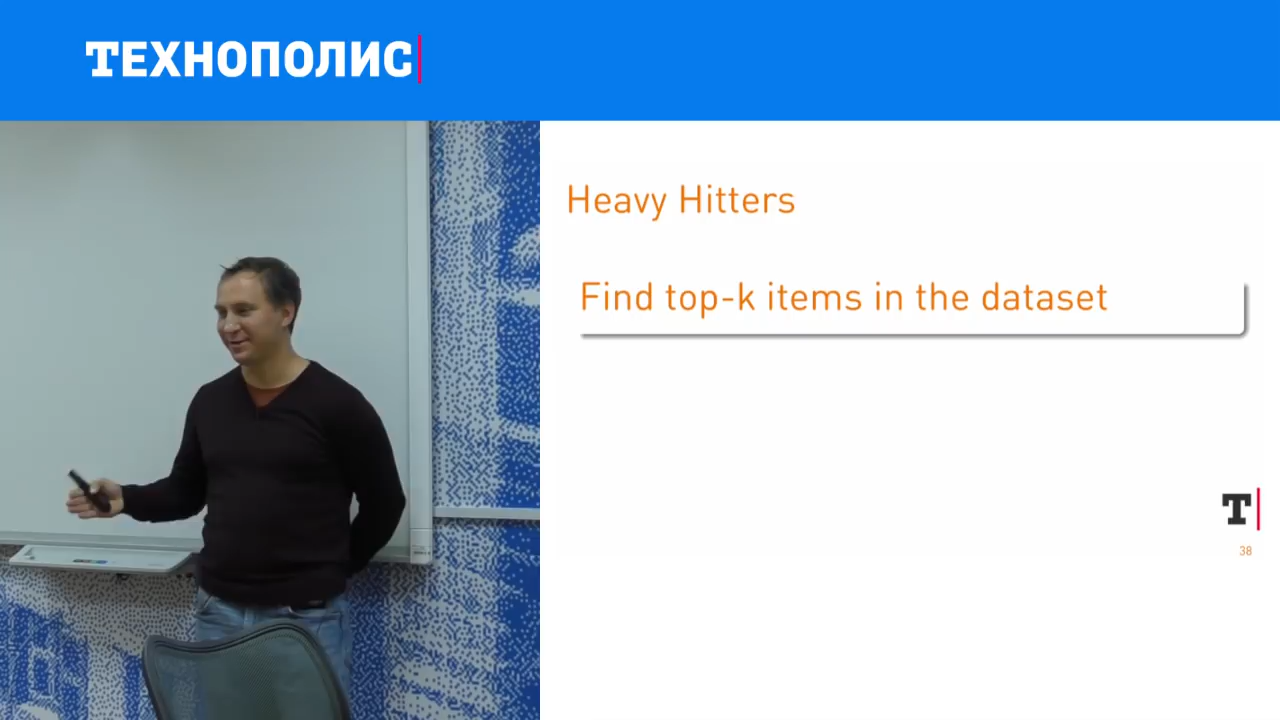 ТЕХНОПОЛИС
Heavy Hitters
Find top-k items in the dataset
T
38